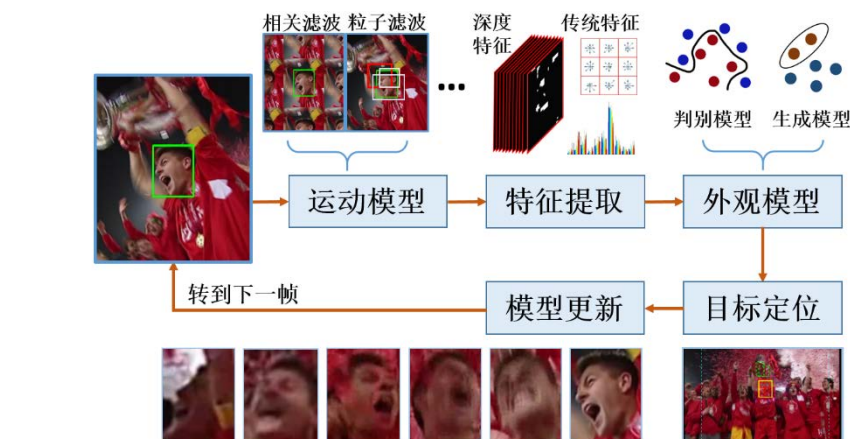 相关滤波 粒子滤波
深度
特征
传统特征
...
判别模型 生成模型
运动模型
特征提取
外观模型
转到下一帧
模型更新
目标定位